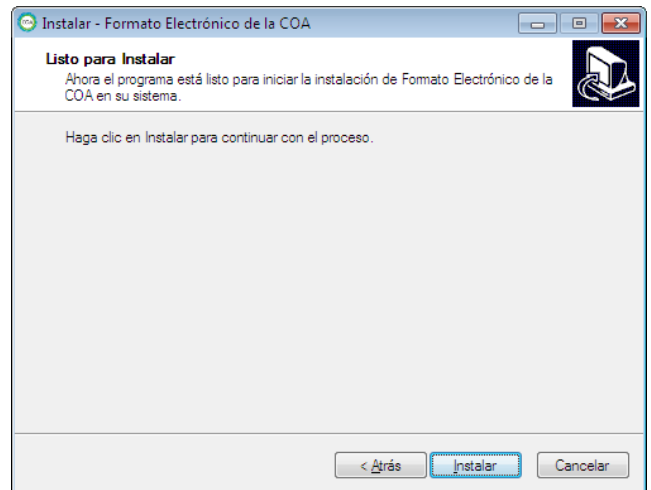 Instalar - Formato Electrónico de la COA
Listo para Instalar
Ahora el programa está listo para iniciar la instalación de Formato Electrónico de la
COA en su sistema.
Haga clic en Instalar para continuar con el proceso.
< Atrás
Instalar
Cancelar